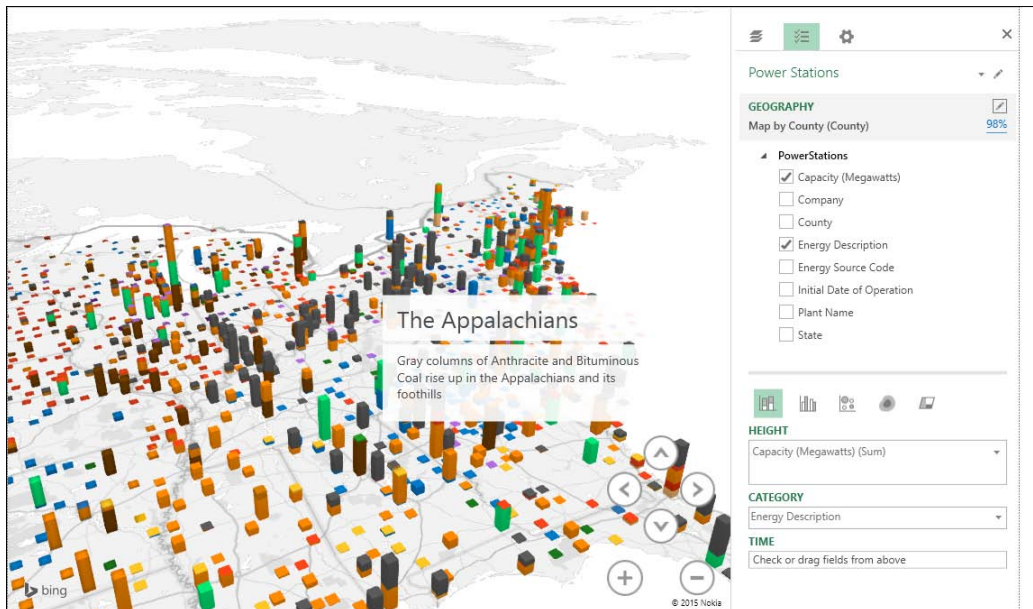 The Appalachians
Gray columns of Anthracite and Bituminous
Coal rise up in the Appalachians and its
foothills
bing
© 2015 Nokia
Power Stations
GEOGRAPHY
Map by County (County)
98%
PowerStations
Capacity (Megawatts)
Company
County
Energy Description
Energy Source Code
Initial Date of Operation
Plant Name
State
HEIGHT
Capacity (Megawatts) (Sum)
CATEGORY
Energy Description
TIME
Check or drag fields from above